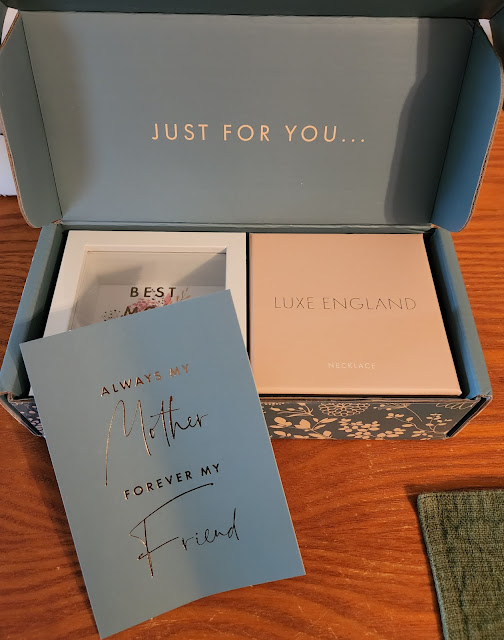 JUST FOR YOU...
BEST
LUXE ENGLAND
NECKLACE
ALWAYS MY
Mother
FOREVER MY
Friend